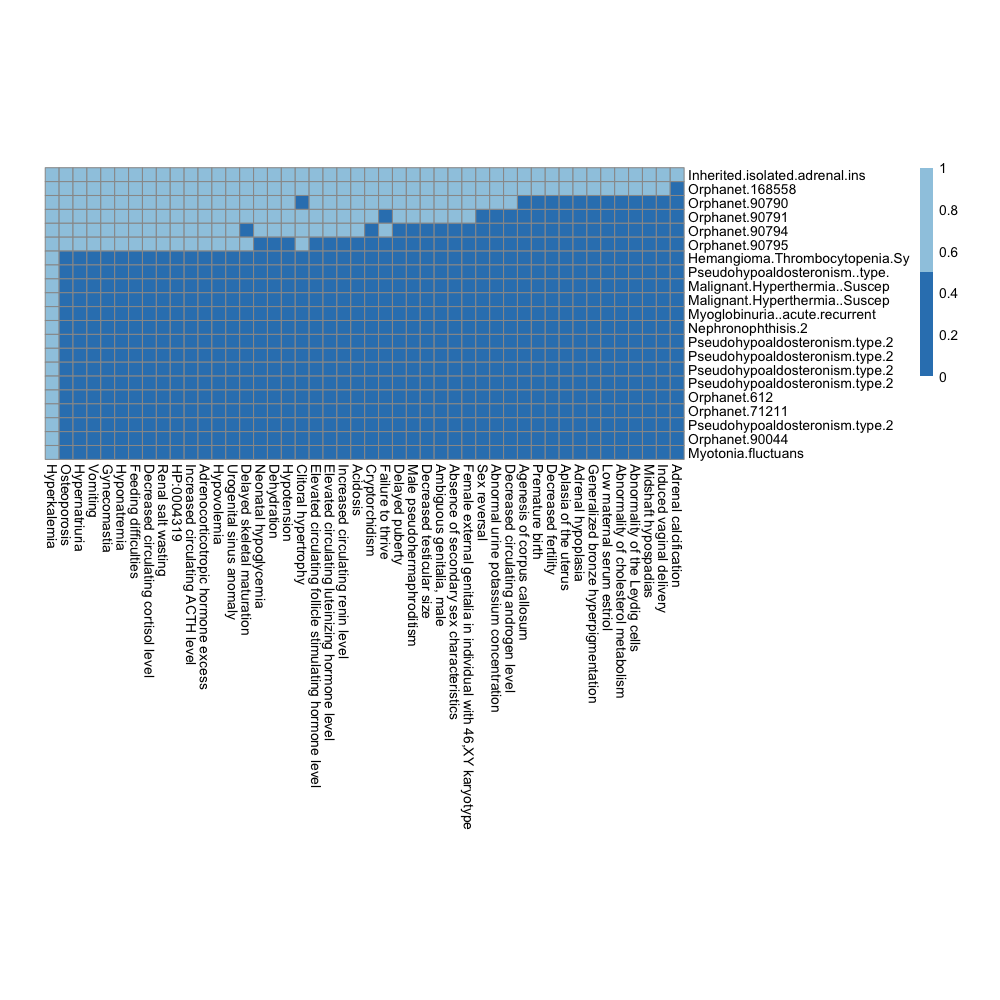 Inherited.isolated.adrenal.ins
Orphanet.168558
Orphanet.90790
Orphanet.90791
Orphanet.90794
Orphanet.90795
Hemangioma.Thrombocytopenia.Sy
Pseudohypoaldosteronism..type.
Malignant.Hyperthermia..Suscep
Malignant.Hyperthermia..Suscep
Myoglobinuria..acute.recurrent
Nephronophthisis.2
Pseudohypoaldosteronism.type.2
Pseudohypoaldosteronism.type.2
Pseudohypoaldosteronism.type.2
Pseudohypoaldosteronism.type.2
Orphanet.612
Orphanet.71211
Pseudohypoaldosteronism.type.2
Orphanet.90044
Myotonia.fluctuans
1
0.8
0.6
0.4
0.2
0
Hyperkalemia
Osteoporosis
Hypernatriuria
Vomiting
Gynecomastia
Hyponatremia
Feeding difficulties
Decreased circulating cortisol level
Renal salt wasting
HP:0004319
Increased circulating ACTH level
Adrenocorticotropic hormone excess
Hypovolemia
Urogenital sinus anomaly
Delayed skeletal maturation
Neonatal hypoglycemia
Dehydration
Hypotension
Clitoral hypertrophy
Elevated circulating follicle stimulating hormone level
Elevated circulating luteinizing hormone level
Increased circulating renin level
Acidosis
Cryptorchidism
Failure to thrive
Delayed puberty
Male pseudohermaphroditism
Decreased testicular size
Ambiguous genitalia, male
Absence of secondary sex characteristics
Female external genitalia in individual with 46,XY karyotype
Sex reversal
Abnormal urine potassium concentration
Decreased circulating androgen level
Agenesis of corpus callosum
Premature birth
Decreased fertility
Aplasia of the uterus
Adrenal hypoplasia
Generalized bronze hyperpigmentation
Low maternal serum estriol
Abnormality of cholesterol metabolism
Abnormality of the Leydig cells
Midshaft hypospadias
Induced vaginal delivery
Adrenal calcification